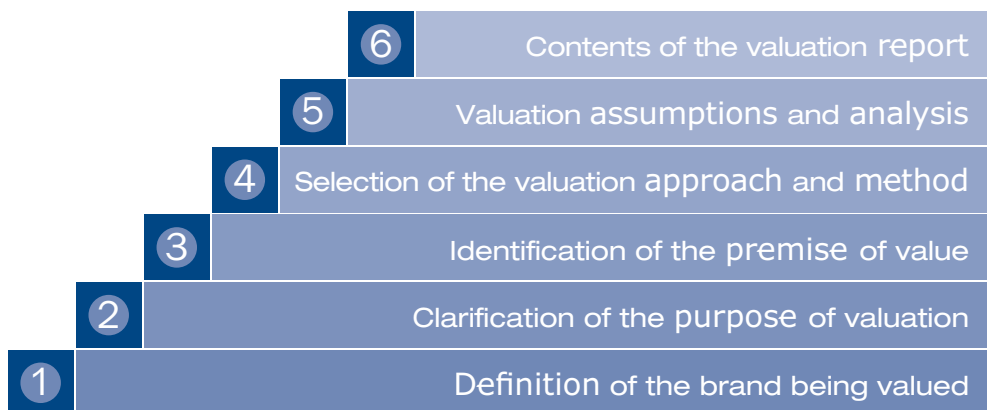 6 Contents of the valuation report
5 Valuation assumptions and analysis
4 Selection of the valuation approach and method
3 Identification of the premise of value
2 Clarification of the purpose of valuation
1 Definition of the brand being valued